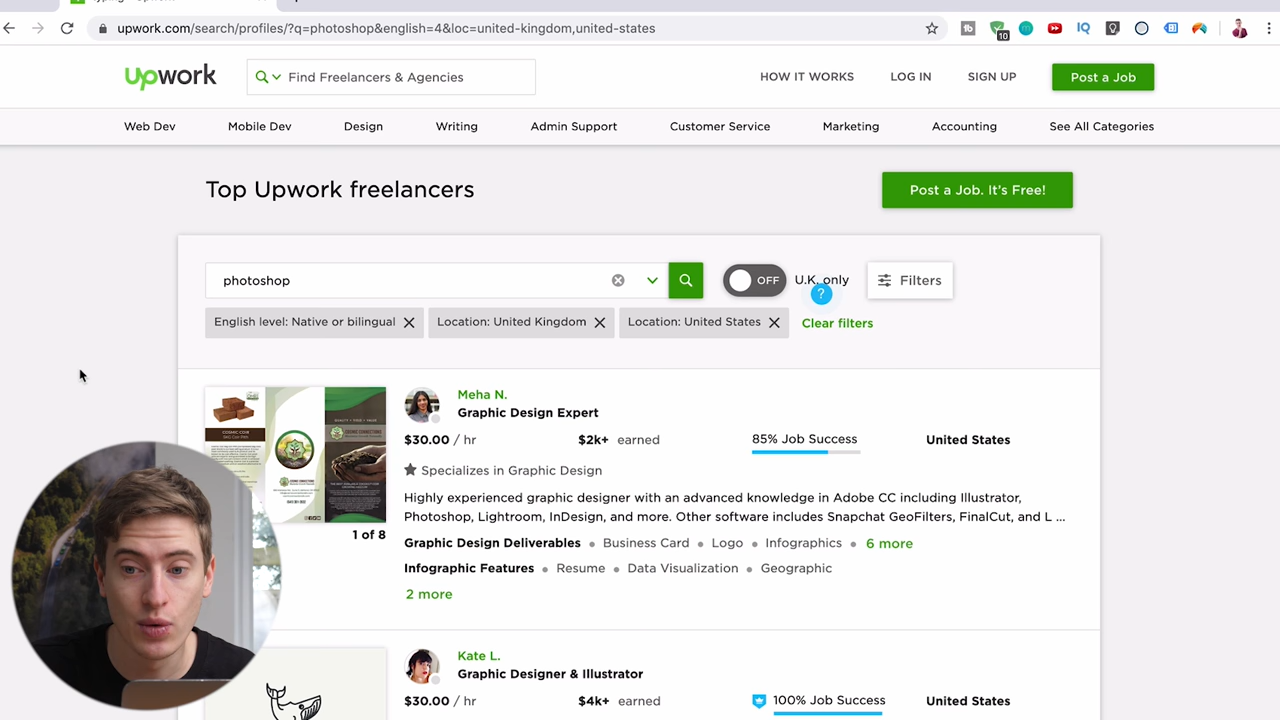 upwork.com/search/profiles/?q=photoshop&english=4&loc=united-kingdom,united-states
10
upwork
Find Freelancers & Agencies
HOW IT WORKS
LOG IN
SIGN UP
Post a Job
Web Dev
Mobile Dev
Design
Writing
Admin Support
Customer Service
Marketing
Accounting
See All Categories
Top Upwork freelancers
Post a Job. It's Free!
photoshop
OFF
U.K. only
?
Filters
English level: Native or bilingual
Location: United Kingdom
Location: United States
Clear filters
Meha N.
Graphic Design Expert
$30.00 / hr
$2k+ earned
85% Job Success
United States
Specializes in Graphic Design
Highly experienced graphic designer with an advanced knowledge in Adobe CC including Illustrator,
Photoshop, Lightroom, InDesign, and more. Other software includes Snapchat GeoFilters, FinalCut, and L ...
1 of 8
Graphic Design Deliverables • Business Card • Logo • Infographics • 6 more
Infographic Features • Resume • Data Visualization • Geographic
2 more
Kate L.
Graphic Designer & Illustrator
$30.00 / hr
$4k+ earned
100% Job Success
United States